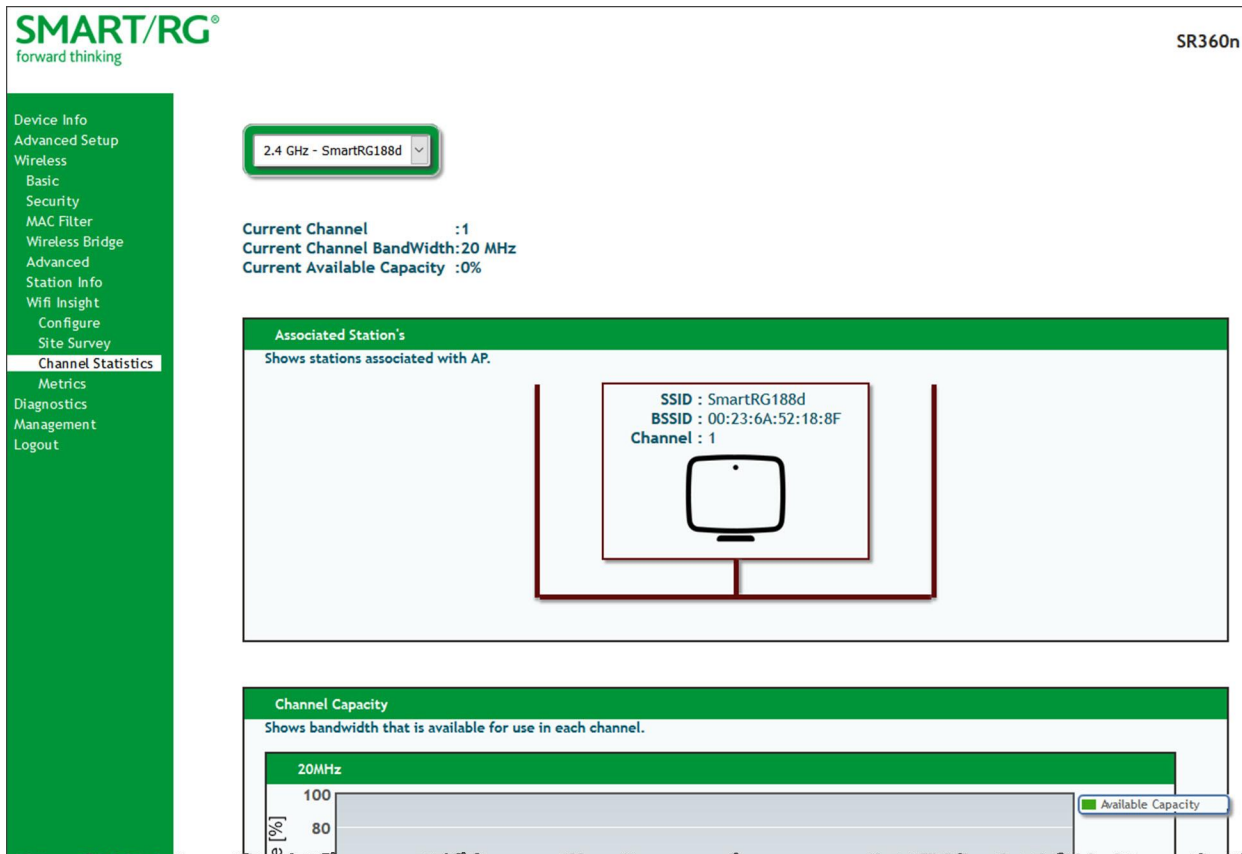 SMART/RG®
forward thinking
SR360n
Device Info
Advanced Setup
Wireless
Basic
Security
MAC Filter
Wireless Bridge
Advanced
Station Info
Wifi Insight
Configure
Site Survey
Channel Statistics
Metrics
Diagnostics
Management
Logout
2.4 GHz - SmartRG188d
Current Channel :1
Current Channel BandWidth:20 MHz
Current Available Capacity :0%
Associated Station's
Shows stations associated with AP.
SSID : SmartRG188d
BSSID : 00:23:6A:52:18:8F
Channel : 1
Channel Capacity
Shows bandwidth that is available for use in each channel.
20MHz
100
80
[%]
Available Capacity